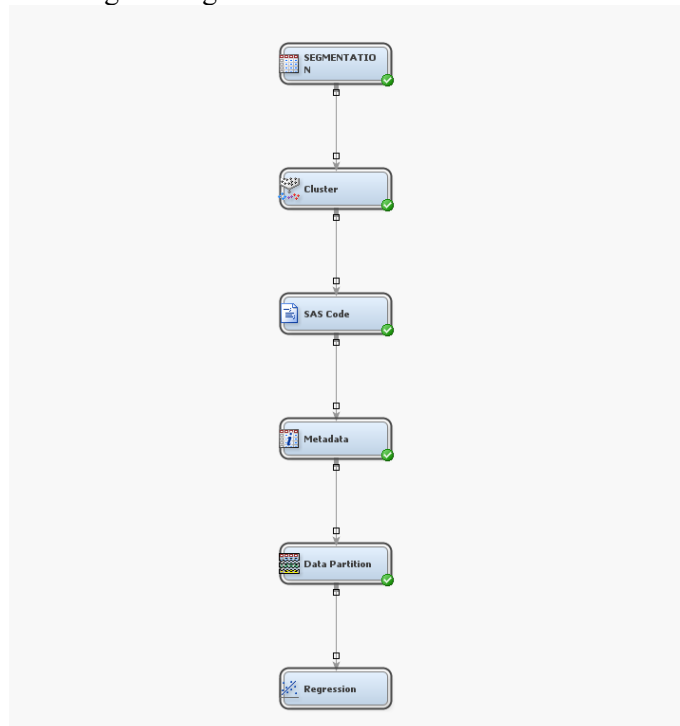 SEGMENTATIO
N
Cluster
SAS Code
Metadata
Data Partition
Regression